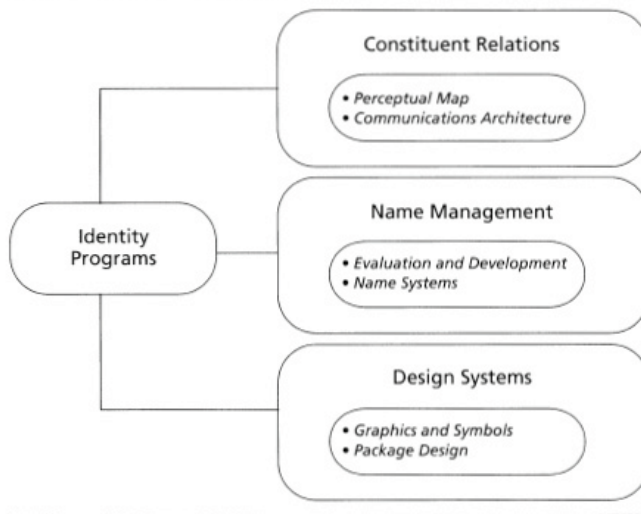 Constituent Relations
• Perceptual Map
• Communications Architecture
Identity
Programs
Name Management
• Evaluation and Development
• Name Systems
Design Systems
• Graphics and Symbols
• Package Design